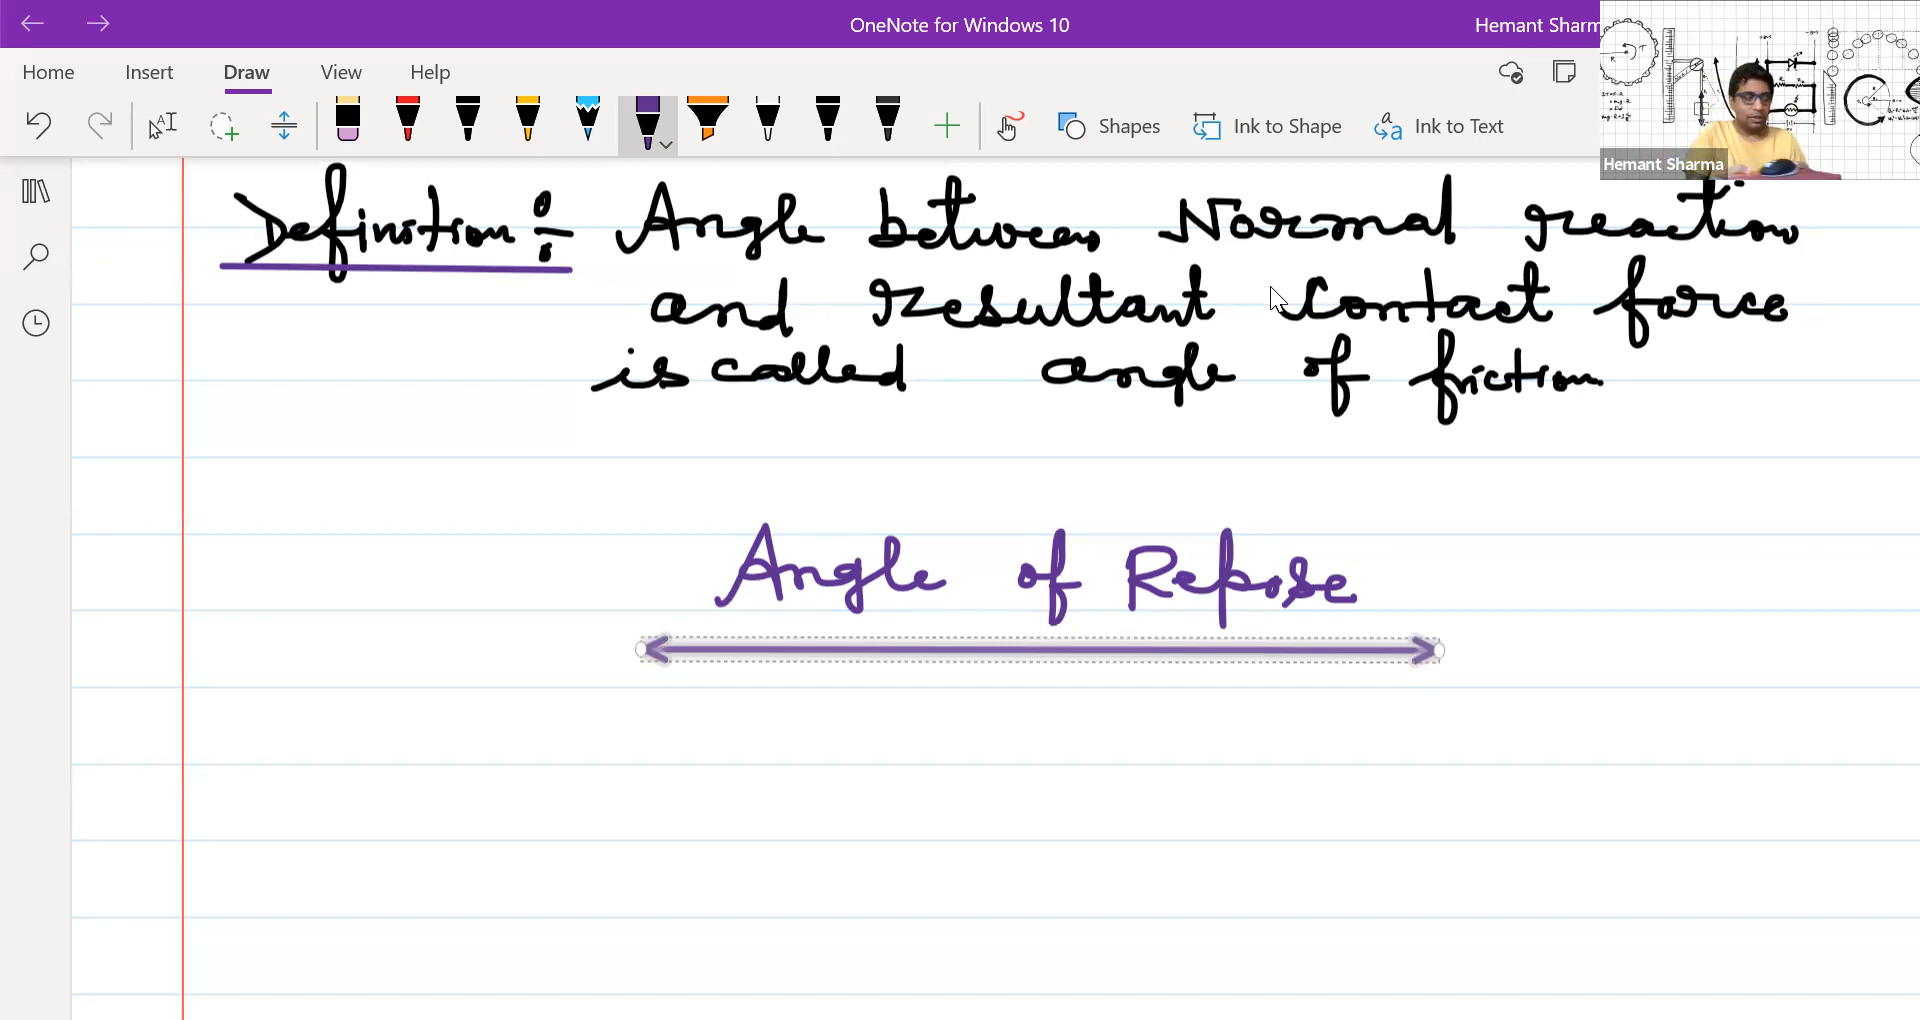 OneNote for Windows 10
Hemant Sharm
Home Insert Draw View Help
Shapes Ink to Shape Ink to Text
Hemant Sharma
Definition :- Angle between Normal reaction
and resultant contact force
is called angle of friction
Angle of Repose